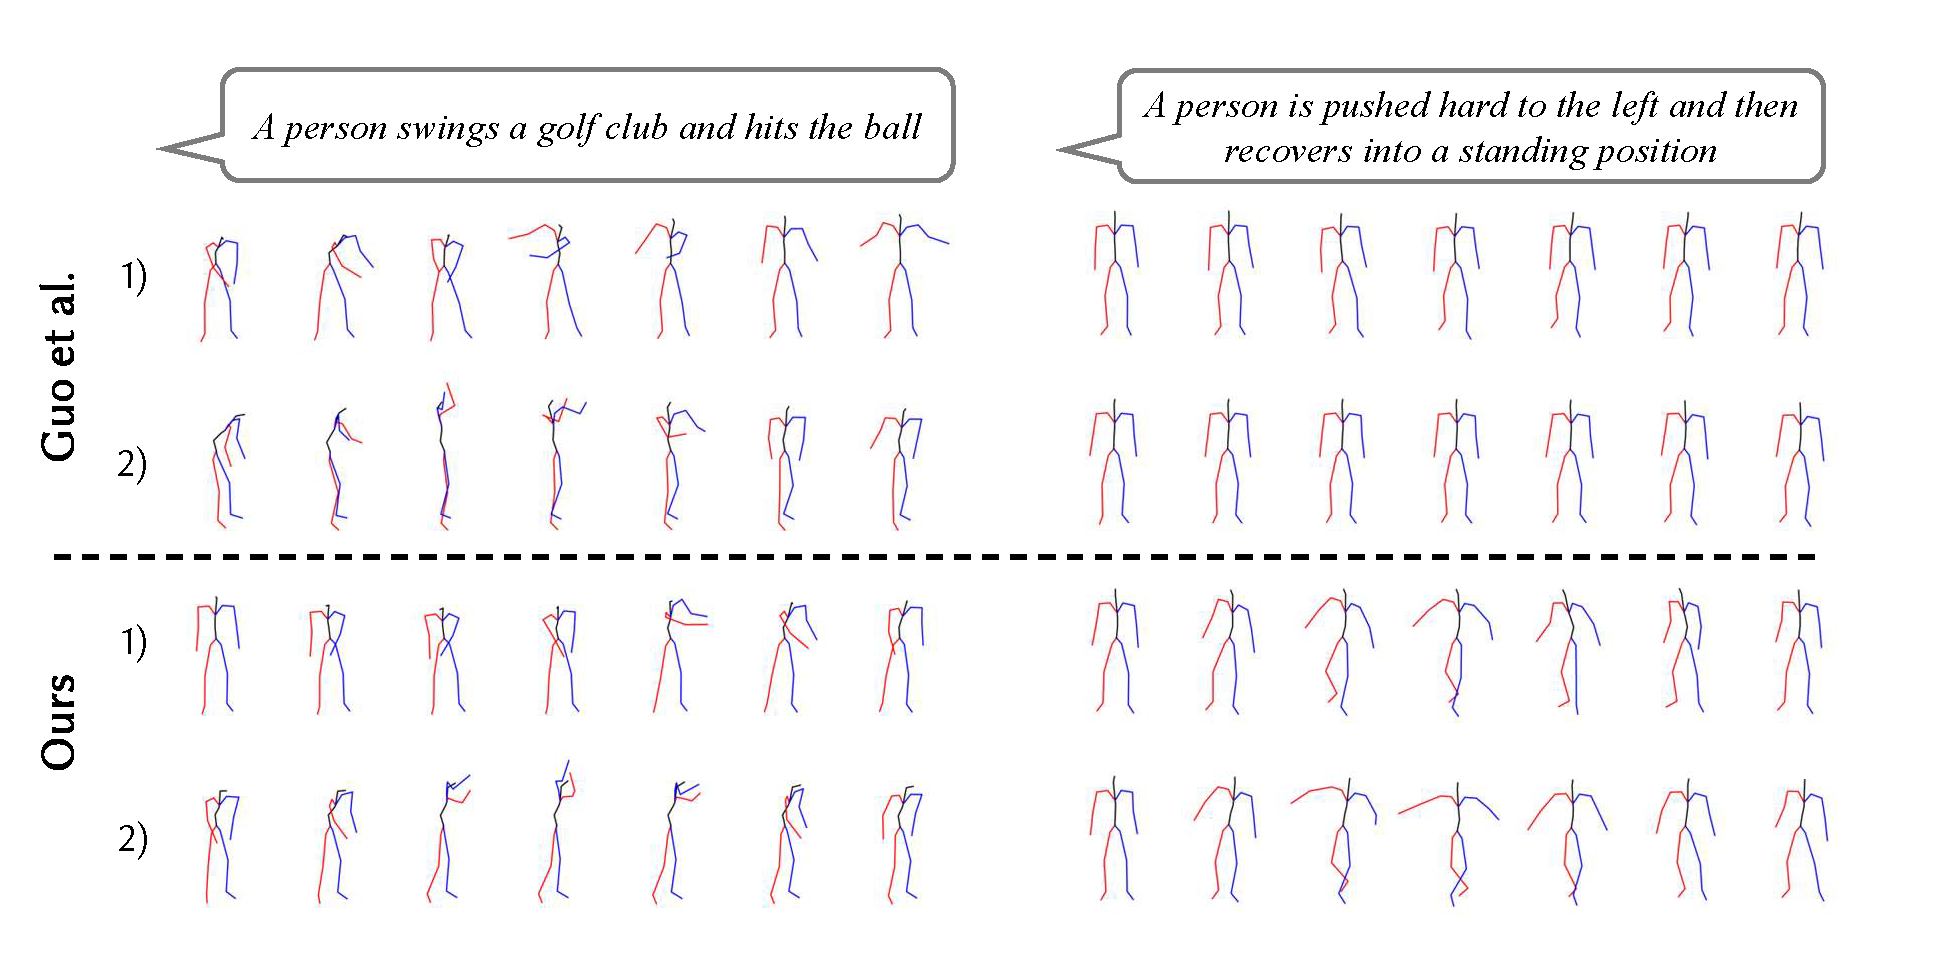 A person swings a golf club and hits the ball
A person is pushed hard to the left and then
recovers into a standing position
Guo et al.
1)
2)
Ours
1)
2)